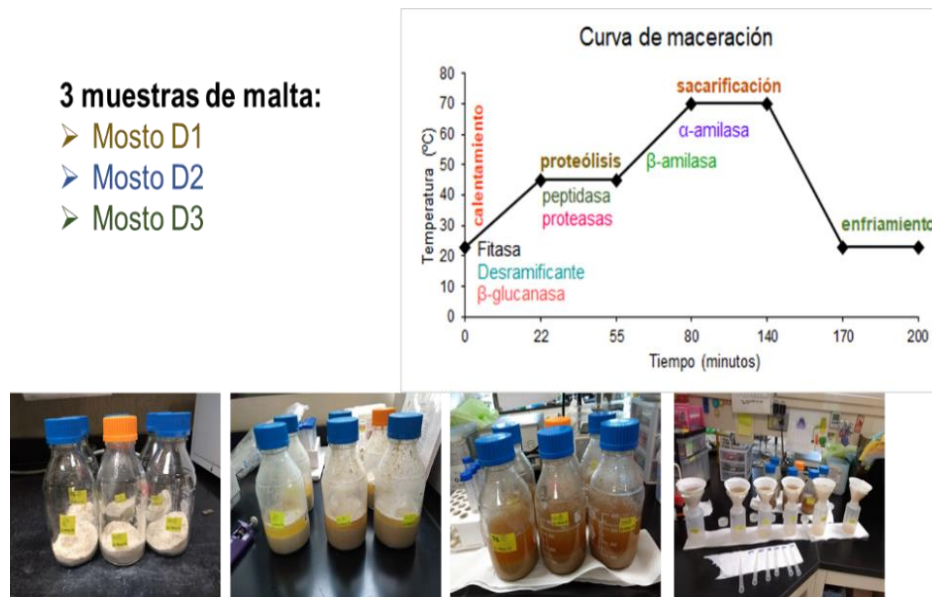 3 muestras de malta:
Mosto D1
Mosto D2
Mosto D3
Curva de maceración
Temperatura (ºC)
80
70
60
50
40
30
20
10
0
calentamiento
proteólisis
peptidasa
proteasas
Fitasa
Desramificante
β-glucanasa
sacarificación
α-amilasa
β-amilasa
enfriamiento
0 22 55 80 140 170 200
Tiempo (minutos)